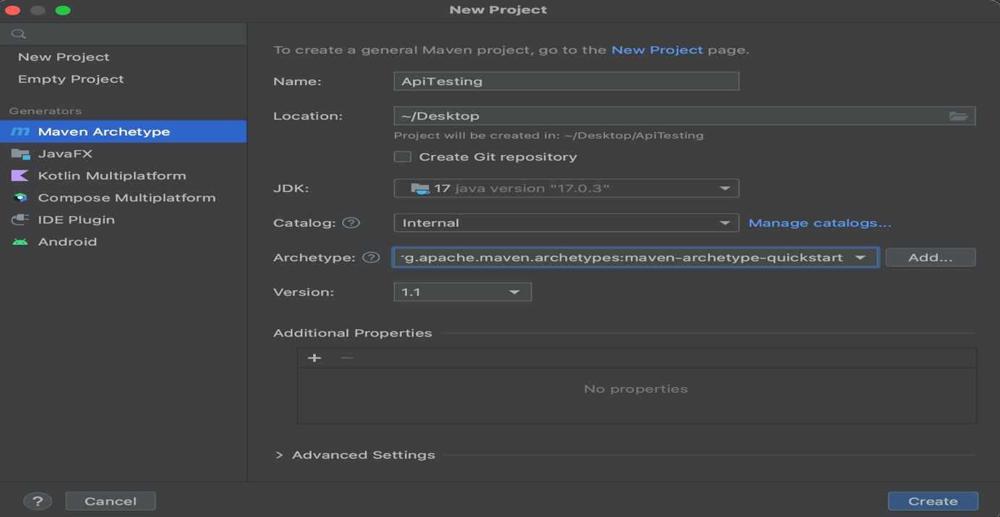 New Project
New Project
Empty Project
Generators
Maven Archetype
JavaFX
Kotlin Multiplatform
Compose Multiplatform
IDE Plugin
Android
To create a general Maven project, go to the New Project page.
Name: ApiTesting
Location: ~/Desktop
Project will be created in: ~/Desktop/ApiTesting
Create Git repository
JDK: 17 java version "17.0.3"
Catalog: ? Internal Manage catalogs...
Archetype: ? g.apache.maven.archetypes:maven-archetype-quickstart Add...
Version: 1.1
Additional Properties
+ −
No properties
> Advanced Settings
? Cancel Create